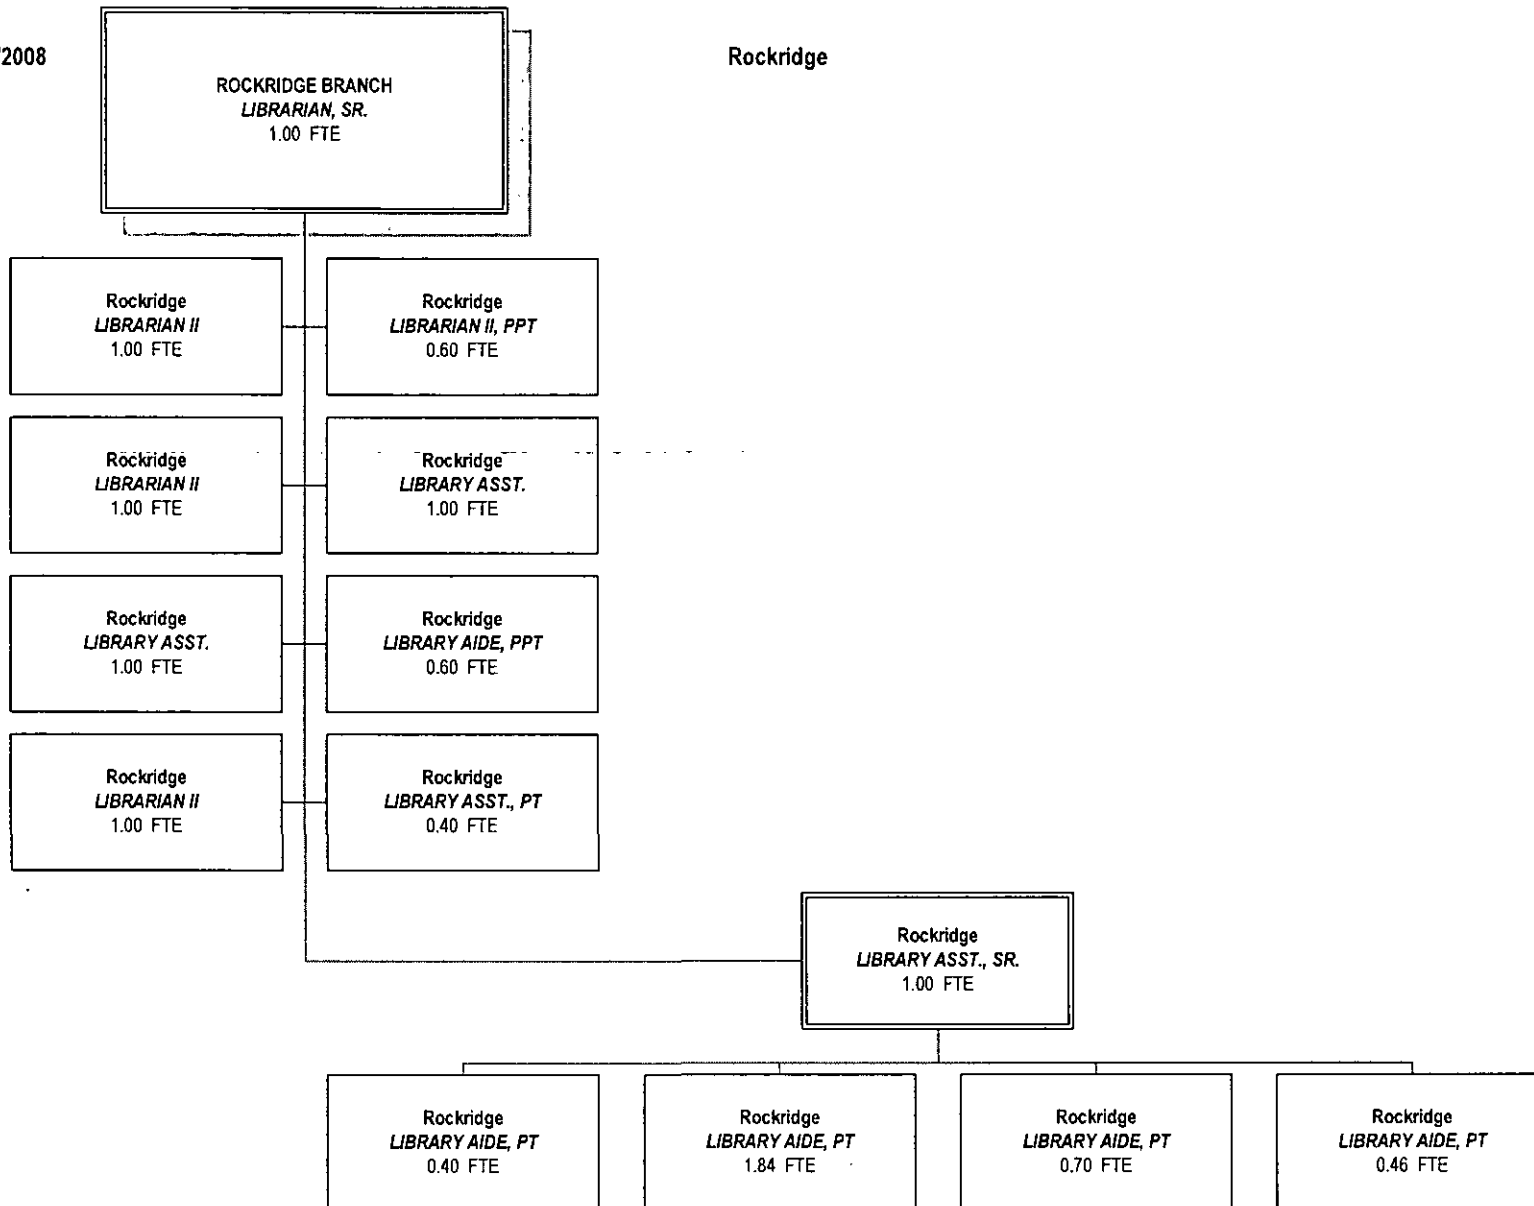 2008
Rockridge
ROCKRIDGE BRANCH
LIBRARIAN, SR.
1.00 FTE
Rockridge
LIBRARIAN II
1.00 FTE
Rockridge
LIBRARIAN II, PPT
0.60 FTE
Rockridge
LIBRARIAN II
1.00 FTE
Rockridge
LIBRARY ASST.
1.00 FTE
Rockridge
LIBRARY ASST.
1.00 FTE
Rockridge
LIBRARY AIDE, PPT
0.60 FTE
Rockridge
LIBRARIAN II
1.00 FTE
Rockridge
LIBRARY ASST., PT
0.40 FTE
Rockridge
LIBRARY ASST., SR.
1.00 FTE
Rockridge
LIBRARY AIDE, PT
0.40 FTE
Rockridge
LIBRARY AIDE, PT
1.84 FTE
Rockridge
LIBRARY AIDE, PT
0.70 FTE
Rockridge
LIBRARY AIDE, PT
0.46 FTE